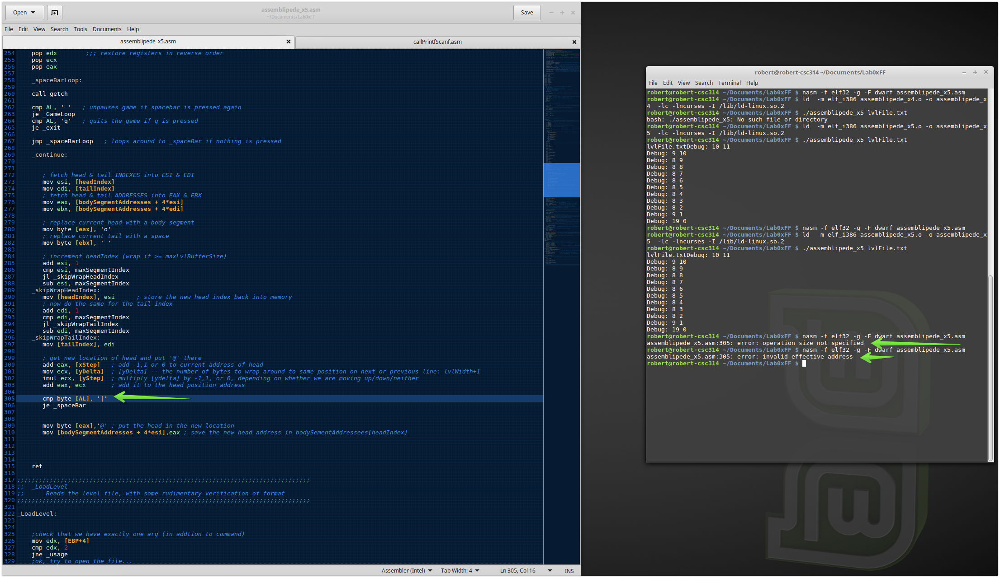 Open
assemblipede_x5.asm
~/Documents/Lab0xFF
Save
File Edit View Search Tools Documents Help
assemblipede_x5.asm
callPrintfScanf.asm
254 pop edx ;;; restore registers in reverse order
255 pop ecx
256 pop eax
257
258 _spaceBarLoop:
259
260 call getch
261
262 cmp AL, ' ' ; unpauses game if spacebar is pressed again
263 je _GameLoop
264 cmp AL, 'q' ; quits the game if q is pressed
265 je _exit
266
267 jmp _spaceBarLoop ; loops around to _spaceBar if nothing is pressed
268
269 _continue:
270
271
272 ; fetch head & tail INDEXES into ESI & EDI
273 mov esi, [headIndex]
274 mov edi, [tailIndex]
275 ; fetch head & tail ADDRESSES into EAX & EBX
276 mov eax, [bodySegmentAddresses + 4*esi]
277 mov ebx, [bodySegmentAddresses + 4*edi]
278
279 ; replace current head with a body segment
280 mov byte [eax], 'o'
281 ; replace current tail with a space
282 mov byte [ebx], ' '
283
284 ; increment headIndex (wrap if >= maxLvlBufferSize)
285 add esi, 1
286 cmp esi, maxSegmentIndex
287 jl _skipWrapHeadIndex
288 sub esi, maxSegmentIndex
289 _skipWrapHeadIndex:
290 mov [headIndex], esi ; store the new head index back into memory
291 ; now do the same for the tail index
292 add edi, 1
293 cmp edi, maxSegmentIndex
294 jl _skipWrapTailIndex
295 sub edi, maxSegmentIndex
296 _skipWrapTailIndex:
297 mov [tailIndex], edi
298
299 ; get new location of head and put '@' there
300 add eax, [xStep] ; add -1,1 or 0 to current address of head
301 mov ecx, [yDelta] ; [yDelta] -- the number of bytes to wrap around to same position on next or previous line: lvlWidth+1
302 imul ecx, [yStep] ; multiply [ydelta] by -1,1, or 0, depending on whether we are moving up/down/neither
303 add eax, ecx ; add it to the head position address
304
305 cmp byte [AL], '|'
306 je _spaceBar
307
308
309 mov byte [eax],'@' ; put the head in the new location
310 mov [bodySegmentAddresses + 4*esi],eax ; save the new head address in bodySementAddressees[headIndex]
311
312
313
314
315 ret
316
317 ;;;;;;;;;;;;;;;;;;;;;;;;;;;;;;;;;;;;;;;;;;;;;;;;;;;;;;;;;;;;;;;;;;;;;;;;;;;;;;;;;
318 ;; _LoadLevel
319 ;; Reads the level file, with some rudimentary verification of format
320 ;;;;;;;;;;;;;;;;;;;;;;;;;;;;;;;;;;;;;;;;;;;;;;;;;;;;;;;;;;;;;;;;;;;;;;;;;;;;;;;;;
321
322 _LoadLevel:
323
324
325 ;check that we have exactly one arg (in addtion to command)
326 mov edx, [EBP+4]
327 cmp edx, 2
328 jne _usage
329 ;ok, try to open the file...
Assembler (Intel) Tab Width: 4 Ln 305, Col 16 INS
robert@robert-csc314 ~/Documents/Lab0xFF
File Edit View Search Terminal Help
robert@robert-csc314 ~/Documents/Lab0xFF $ nasm -f elf32 -g -F dwarf assemblipede_x5.asm
robert@robert-csc314 ~/Documents/Lab0xFF $ ld -m elf_i386 assemblipede_x4.o -o assemblipede_x
4 -lc -lncurses -I /lib/ld-linux.so.2
robert@robert-csc314 ~/Documents/Lab0xFF $ ./assemblipede_x5 lvlFile.txt
bash: ./assemblipede_x5: No such file or directory
robert@robert-csc314 ~/Documents/Lab0xFF $ ld -m elf_i386 assemblipede_x5.o -o assemblipede_x
5 -lc -lncurses -I /lib/ld-linux.so.2
robert@robert-csc314 ~/Documents/Lab0xFF $ ./assemblipede_x5 lvlFile.txt
lvlFile.txtDebug: 10 11
Debug: 9 10
Debug: 8 9
Debug: 8 8
Debug: 8 7
Debug: 8 6
Debug: 8 5
Debug: 8 4
Debug: 8 3
Debug: 8 2
Debug: 9 1
Debug: 19 0
robert@robert-csc314 ~/Documents/Lab0xFF $ nasm -f elf32 -g -F dwarf assemblipede_x5.asm
robert@robert-csc314 ~/Documents/Lab0xFF $ ld -m elf_i386 assemblipede_x5.o -o assemblipede_x
5 -lc -lncurses -I /lib/ld-linux.so.2
robert@robert-csc314 ~/Documents/Lab0xFF $ ./assemblipede_x5 lvlFile.txt
lvlFile.txtDebug: 10 11
Debug: 9 10
Debug: 8 9
Debug: 8 8
Debug: 8 7
Debug: 8 6
Debug: 8 5
Debug: 8 4
Debug: 8 3
Debug: 8 2
Debug: 9 1
Debug: 19 0
robert@robert-csc314 ~/Documents/Lab0xFF $ nasm -f elf32 -g -F dwarf assemblipede_x5.asm
assemblipede_x5.asm:305: error: operation size not specified
robert@robert-csc314 ~/Documents/Lab0xFF $ nasm -f elf32 -g -F dwarf assemblipede_x5.asm
assemblipede_x5.asm:305: error: invalid effective address
robert@robert-csc314 ~/Documents/Lab0xFF $